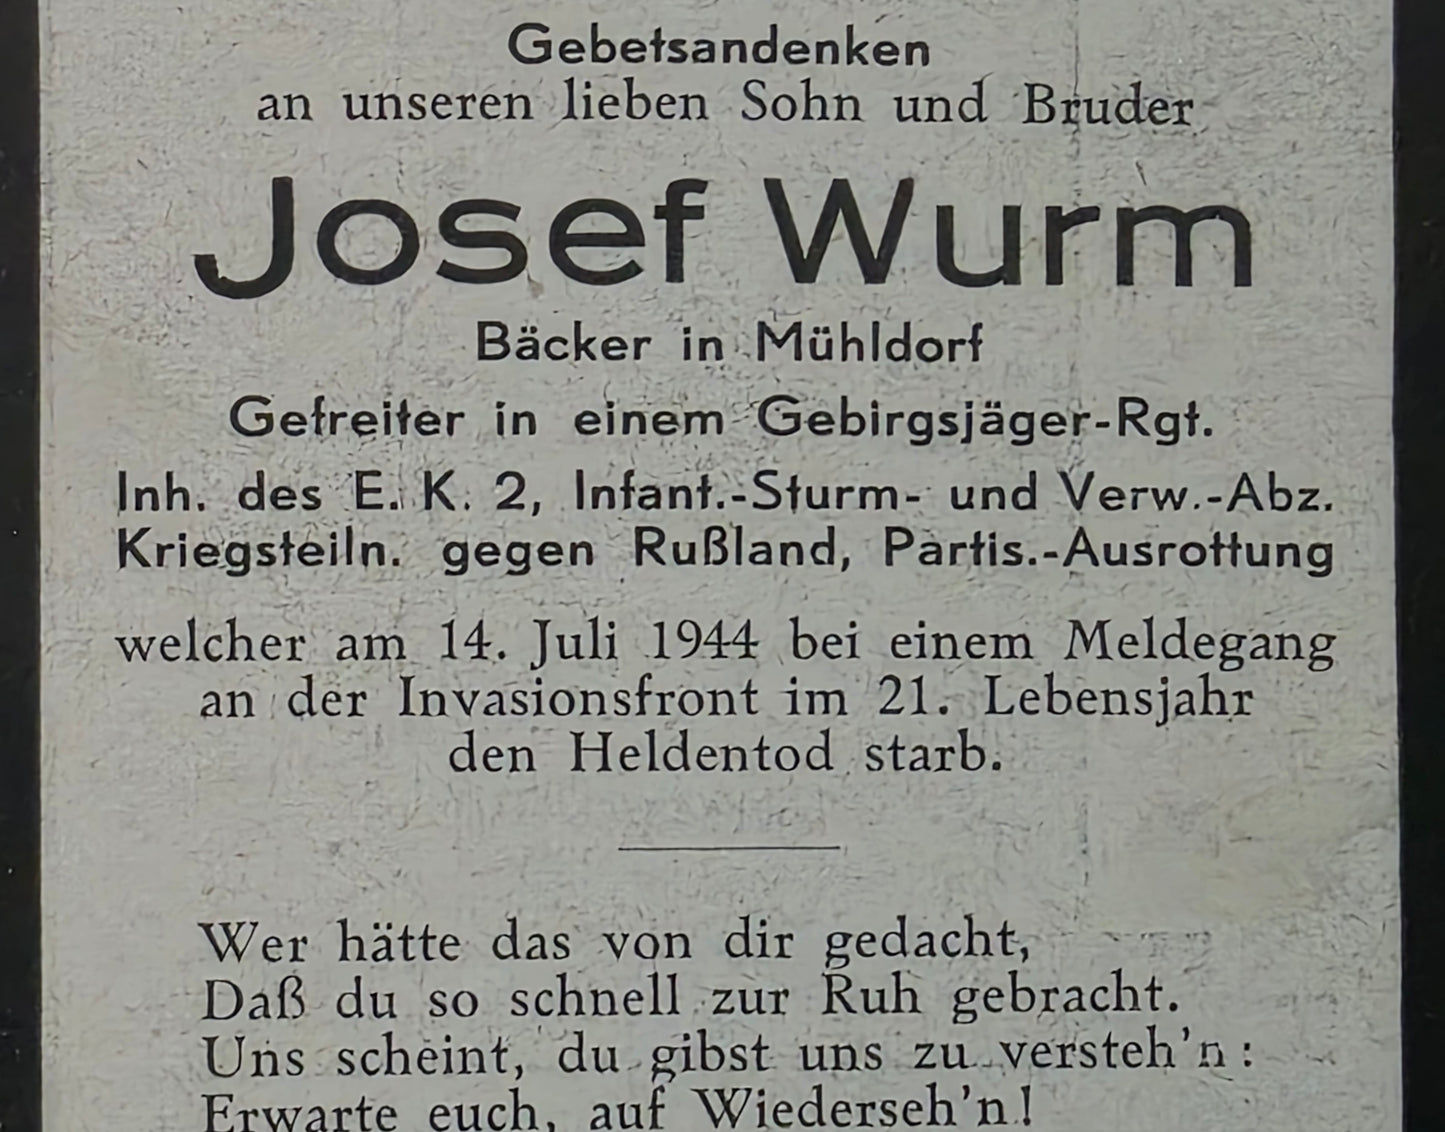 Gebetsandenken
an unseren lieben Sohn und Bruder
Josef Wurm
Bäcker in Mühldorf
Gefreiter in einem Gebirgsjäger-Rgt.
Inh. des E. K. 2, Infant.-Sturm- und Verw.-Abz.
Kriegsteiln. gegen Rußland, Partis.-Ausrottung
welcher am 14. Juli 1944 bei einem Meldegang
an der Invasionsfront im 21. Lebensjahr
den Heldentod starb.
Wer hätte das von dir gedacht,
Daß du so schnell zur Ruh gebracht.
Uns scheint, du gibst uns zu versteh'n:
Erwarte euch, auf Wiederseh'n!